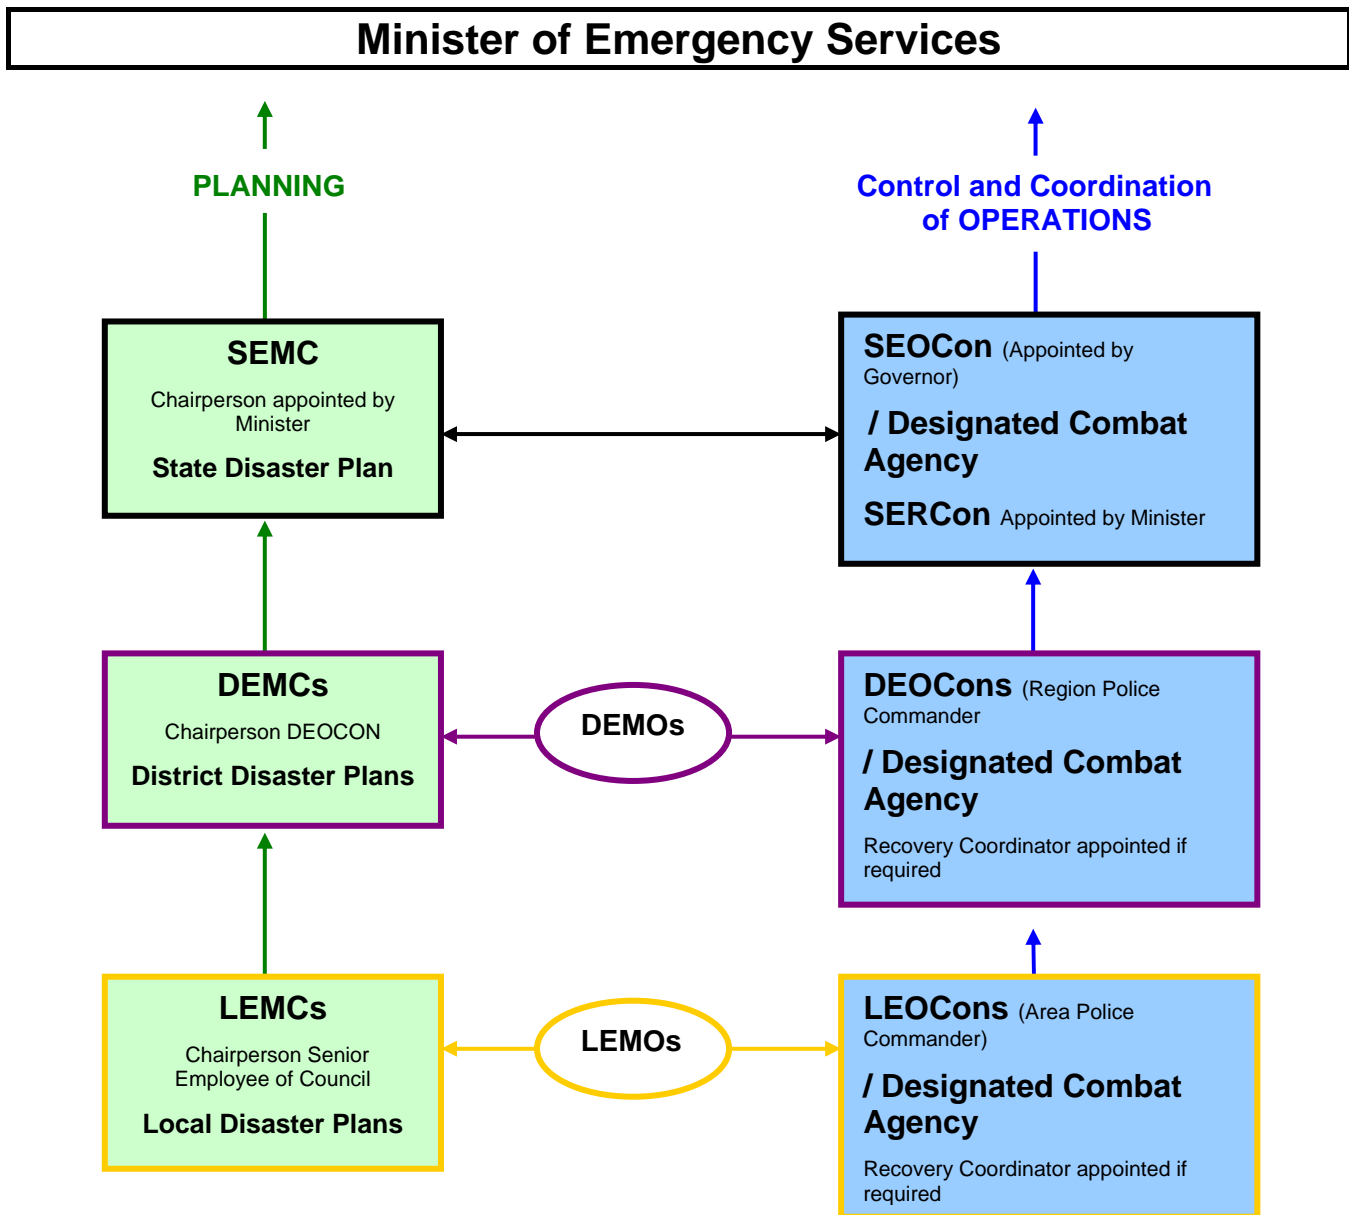 Minister of Emergency Services
PLANNING
Control and Coordination
of OPERATIONS
SEMC
Chairperson appointed by
Minister
State Disaster Plan
SEOCon (Appointed by
Governor)
/ Designated Combat
Agency
SERCon Appointed by Minister
DEMCs
Chairperson DEOCON
District Disaster Plans
DEMOs
DEOCons (Region Police
Commander
/ Designated Combat
Agency
Recovery Coordinator appointed if
required
LEMCs
Chairperson Senior
Employee of Council
Local Disaster Plans
LEMOs
LEOCons (Area Police
Commander)
/ Designated Combat
Agency
Recovery Coordinator appointed if
required